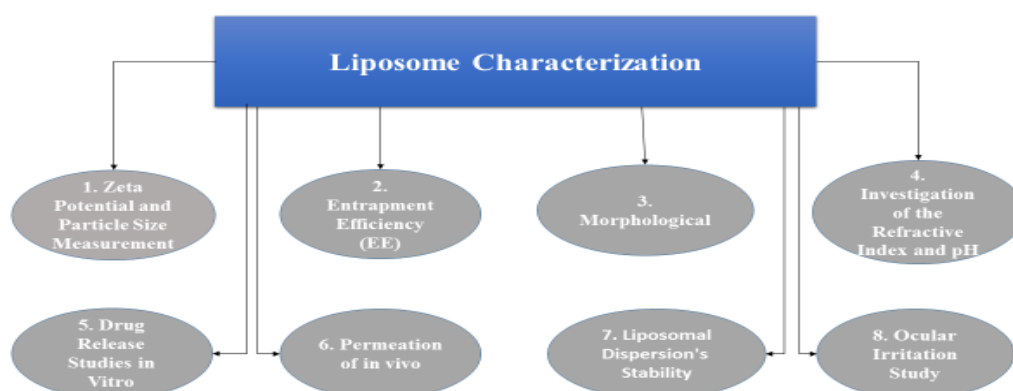 Liposome Characterization
1. Zeta
Potential and
Particle Size
Measurement
2.
Entrapment
Efficiency
(EE)
3.
Morphological
4.
Investigation
of the
Refractive
Index and pH
5. Drug
Release
Studies in
Vitro
6. Permeation
of in vivo
7. Liposomal
Dispersion's
Stability
8. Ocular
Irritation
Study